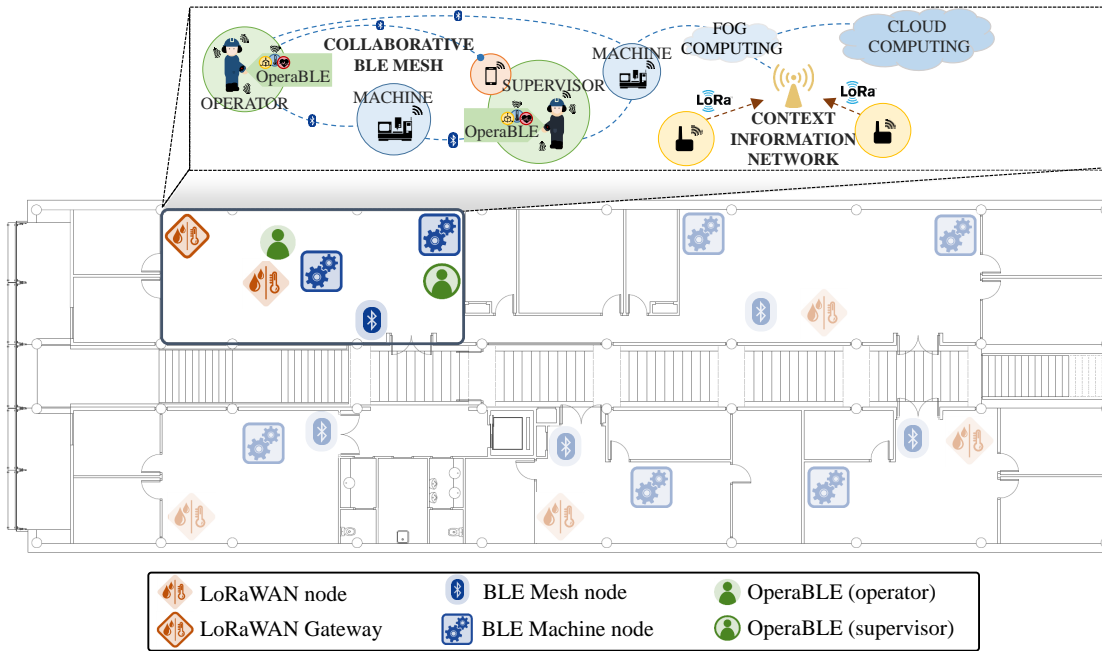 COLLABORATIVE
BLE MESH
OperaBLE
OPERATOR
MACHINE
SUPERVISOR
OperaBLE
MACHINE
FOG
COMPUTING
CLOUD
COMPUTING
LoRa
LoRa
CONTEXT
INFORMATION
NETWORK
LoRaWAN node
BLE Mesh node
OperaBLE (operator)
LoRaWAN Gateway
BLE Machine node
OperaBLE (supervisor)